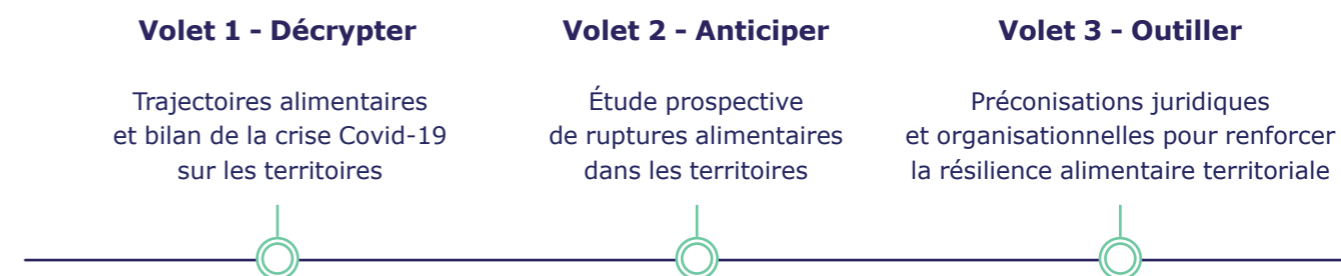 Volet 1 - Décrypter
Trajectoires alimentaires
et bilan de la crise Covid-19
sur les territoires
Volet 2 - Anticiper
Étude prospective
de ruptures alimentaires
dans les territoires
Volet 3 - Outiller
Préconisations juridiques
et organisationnelles pour renforcer
la résilience alimentaire territoriale